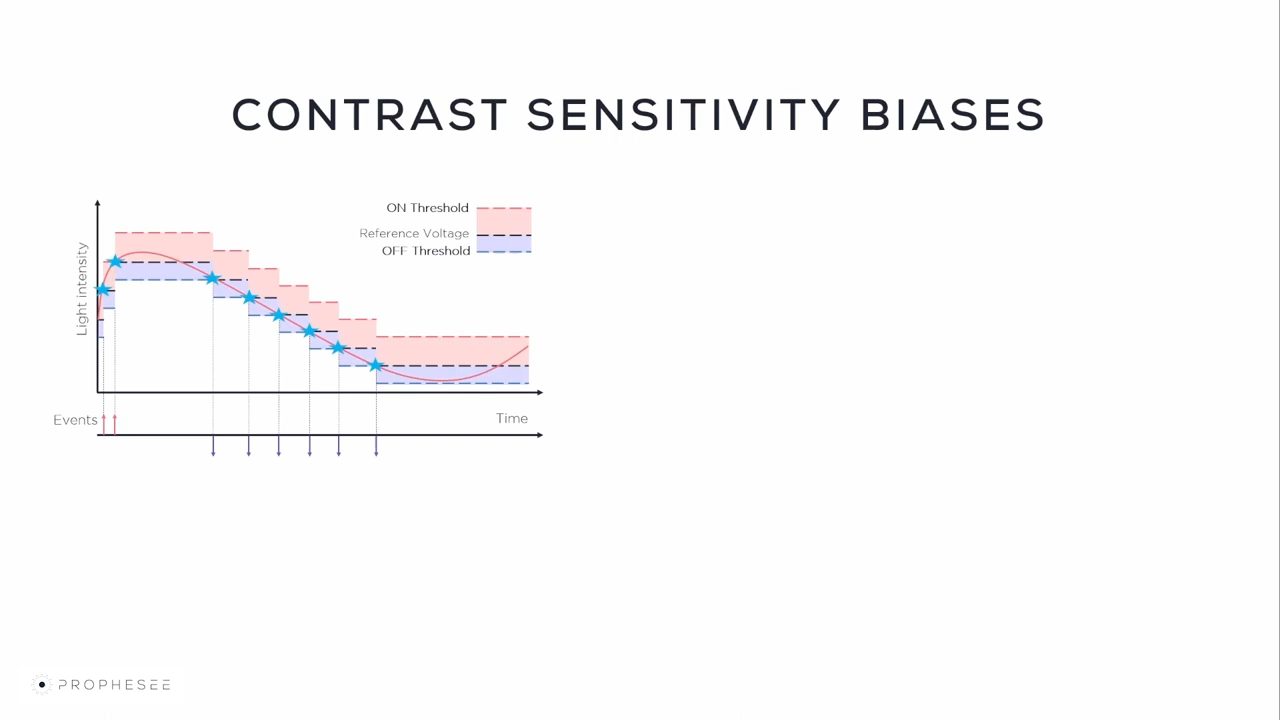 CONTRAST SENSITIVITY BIASES
ON Threshold
Reference Voltage
OFF Threshold
Light intensity
Events
Time
PROPHESEE